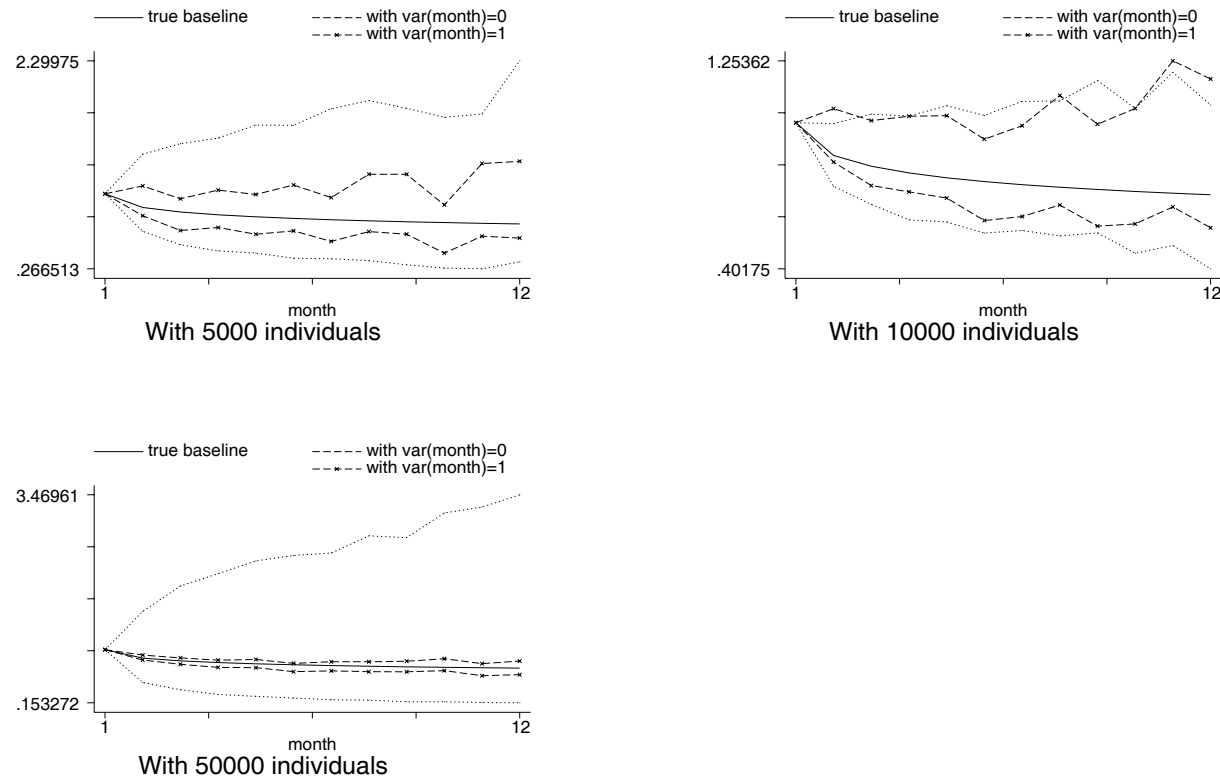 true baseline
with var(month)=0
with var(month)=1
2.29975
.266513
1
12
month
With 5000 individuals
true baseline
with var(month)=0
with var(month)=1
1.25362
.40175
1
12
month
With 10000 individuals
true baseline
with var(month)=0
with var(month)=1
3.46961
.153272
1
12
month
With 50000 individuals